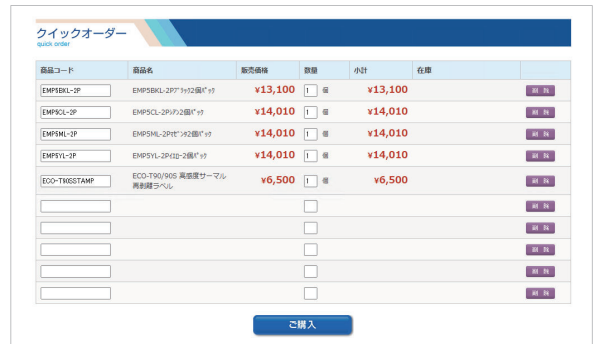 クイックオーダー
quick order
商品コード 商品名 販売価格 数量 小計 在庫
EMP5BKL-2P EMP5BKL-2Pﾌﾞﾗｯｸ2個ﾊﾟｯｸ ¥13,100 1 個 ¥13,100 削除
EMP5CL-2P EMP5CL-2Pｼｱﾝ2個ﾊﾟｯｸ ¥14,010 1 個 ¥14,010 削除
EMP5ML-2P EMP5ML-2Pﾏｾﾞﾝﾀ2個ﾊﾟｯｸ ¥14,010 1 個 ¥14,010 削除
EMP5YL-2P EMP5YL-2Pｲｴﾛｰ2個ﾊﾟｯｸ ¥14,010 1 個 ¥14,010 削除
ECO-T90SSTAMP ECO-T90/90S 高感度サーマル ¥6,500 1 個 ¥6,500 削除
再剥離ラベル
削除
削除
削除
削除
削除
ご購入